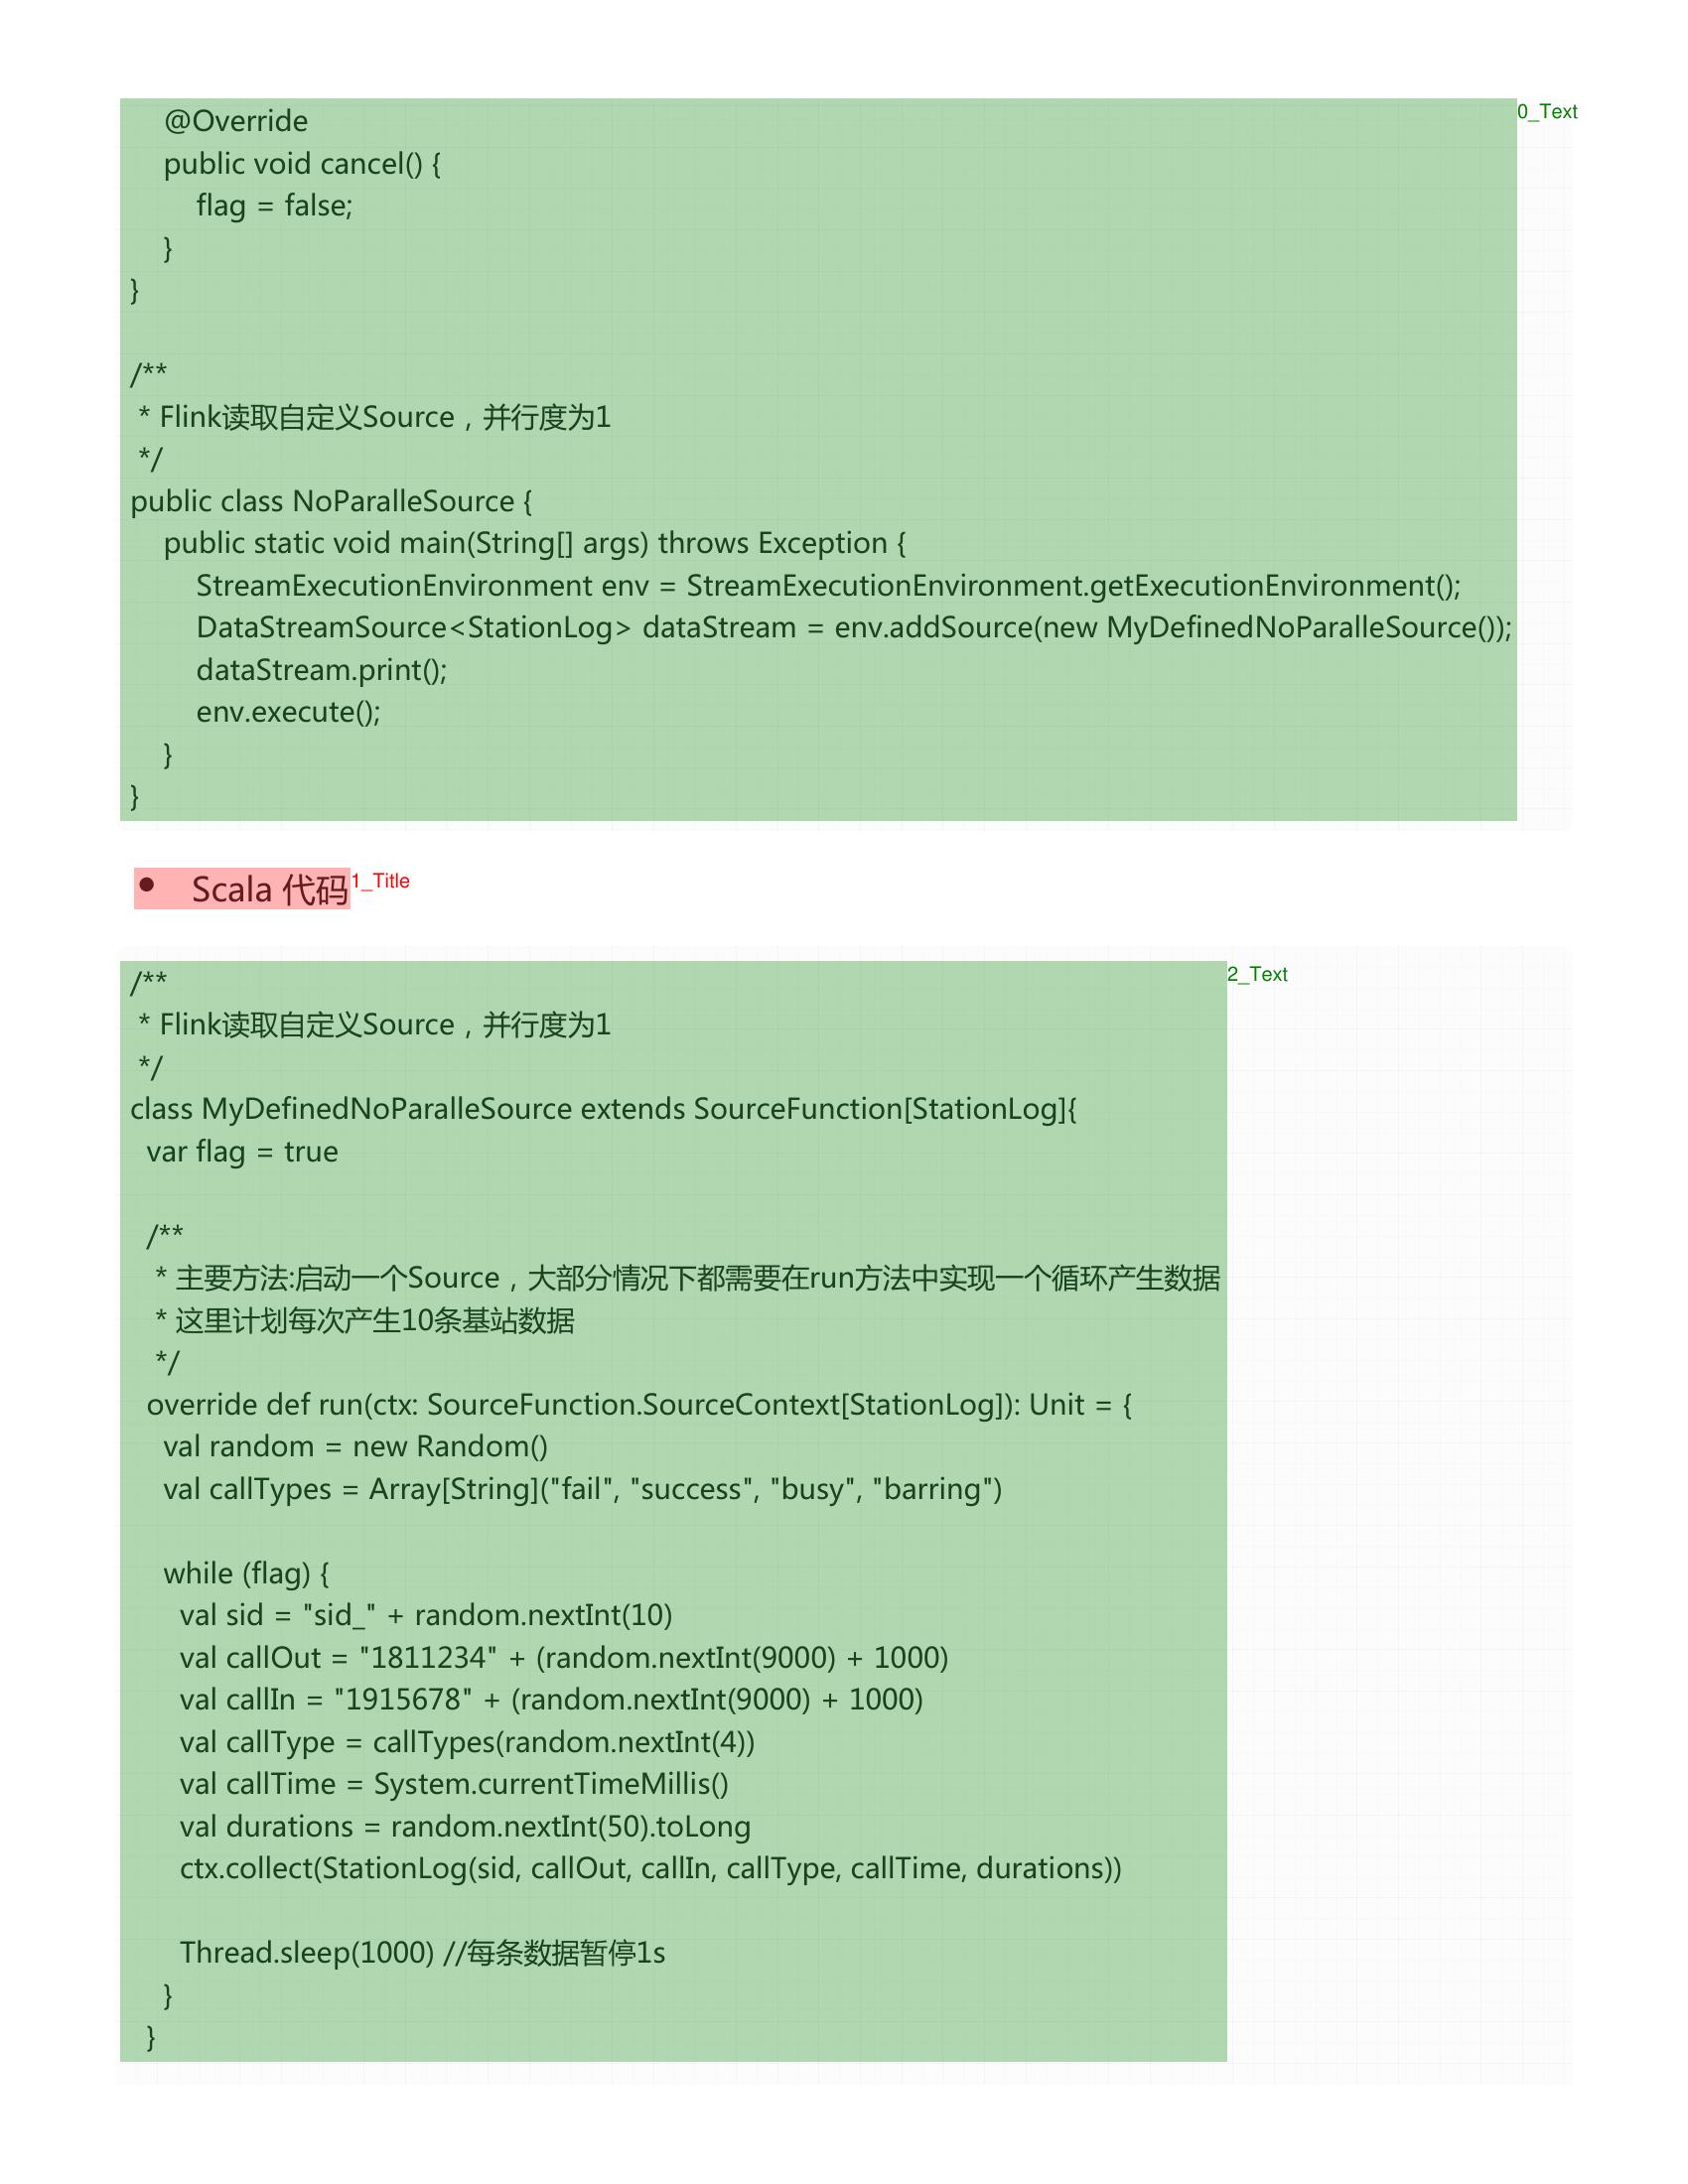 @Override
public void cancel() {
flag = false;
}
}
/**
* Flink读取自定义Source，并行度为1
*/
public class NoParalleSource {
public static void main(String[] args) throws Exception {
StreamExecutionEnvironment env = StreamExecutionEnvironment.getExecutionEnvironment();
DataStreamSource<StationLog> dataStream = env.addSource(new MyDefinedNoParalleSource());
dataStream.print();
env.execute();
}
}
0_Text
• Scala 代码
1_Title
/**
* Flink读取自定义Source，并行度为1
*/
class MyDefinedNoParalleSource extends SourceFunction[StationLog]{
var flag = true
/**
* 主要方法:启动一个Source，大部分情况下都需要在run方法中实现一个循环产生数据
* 这里计划每次产生10条基站数据
*/
override def run(ctx: SourceFunction.SourceContext[StationLog]): Unit = {
val random = new Random()
val callTypes = Array[String]("fail", "success", "busy", "barring")
while (flag) {
val sid = "sid_" + random.nextInt(10)
val callOut = "1811234" + (random.nextInt(9000) + 1000)
val callIn = "1915678" + (random.nextInt(9000) + 1000)
val callType = callTypes(random.nextInt(4))
val callTime = System.currentTimeMillis()
val durations = random.nextInt(50).toLong
ctx.collect(StationLog(sid, callOut, callIn, callType, callTime, durations))
Thread.sleep(1000) //每条数据暂停1s
}
}
2_Text